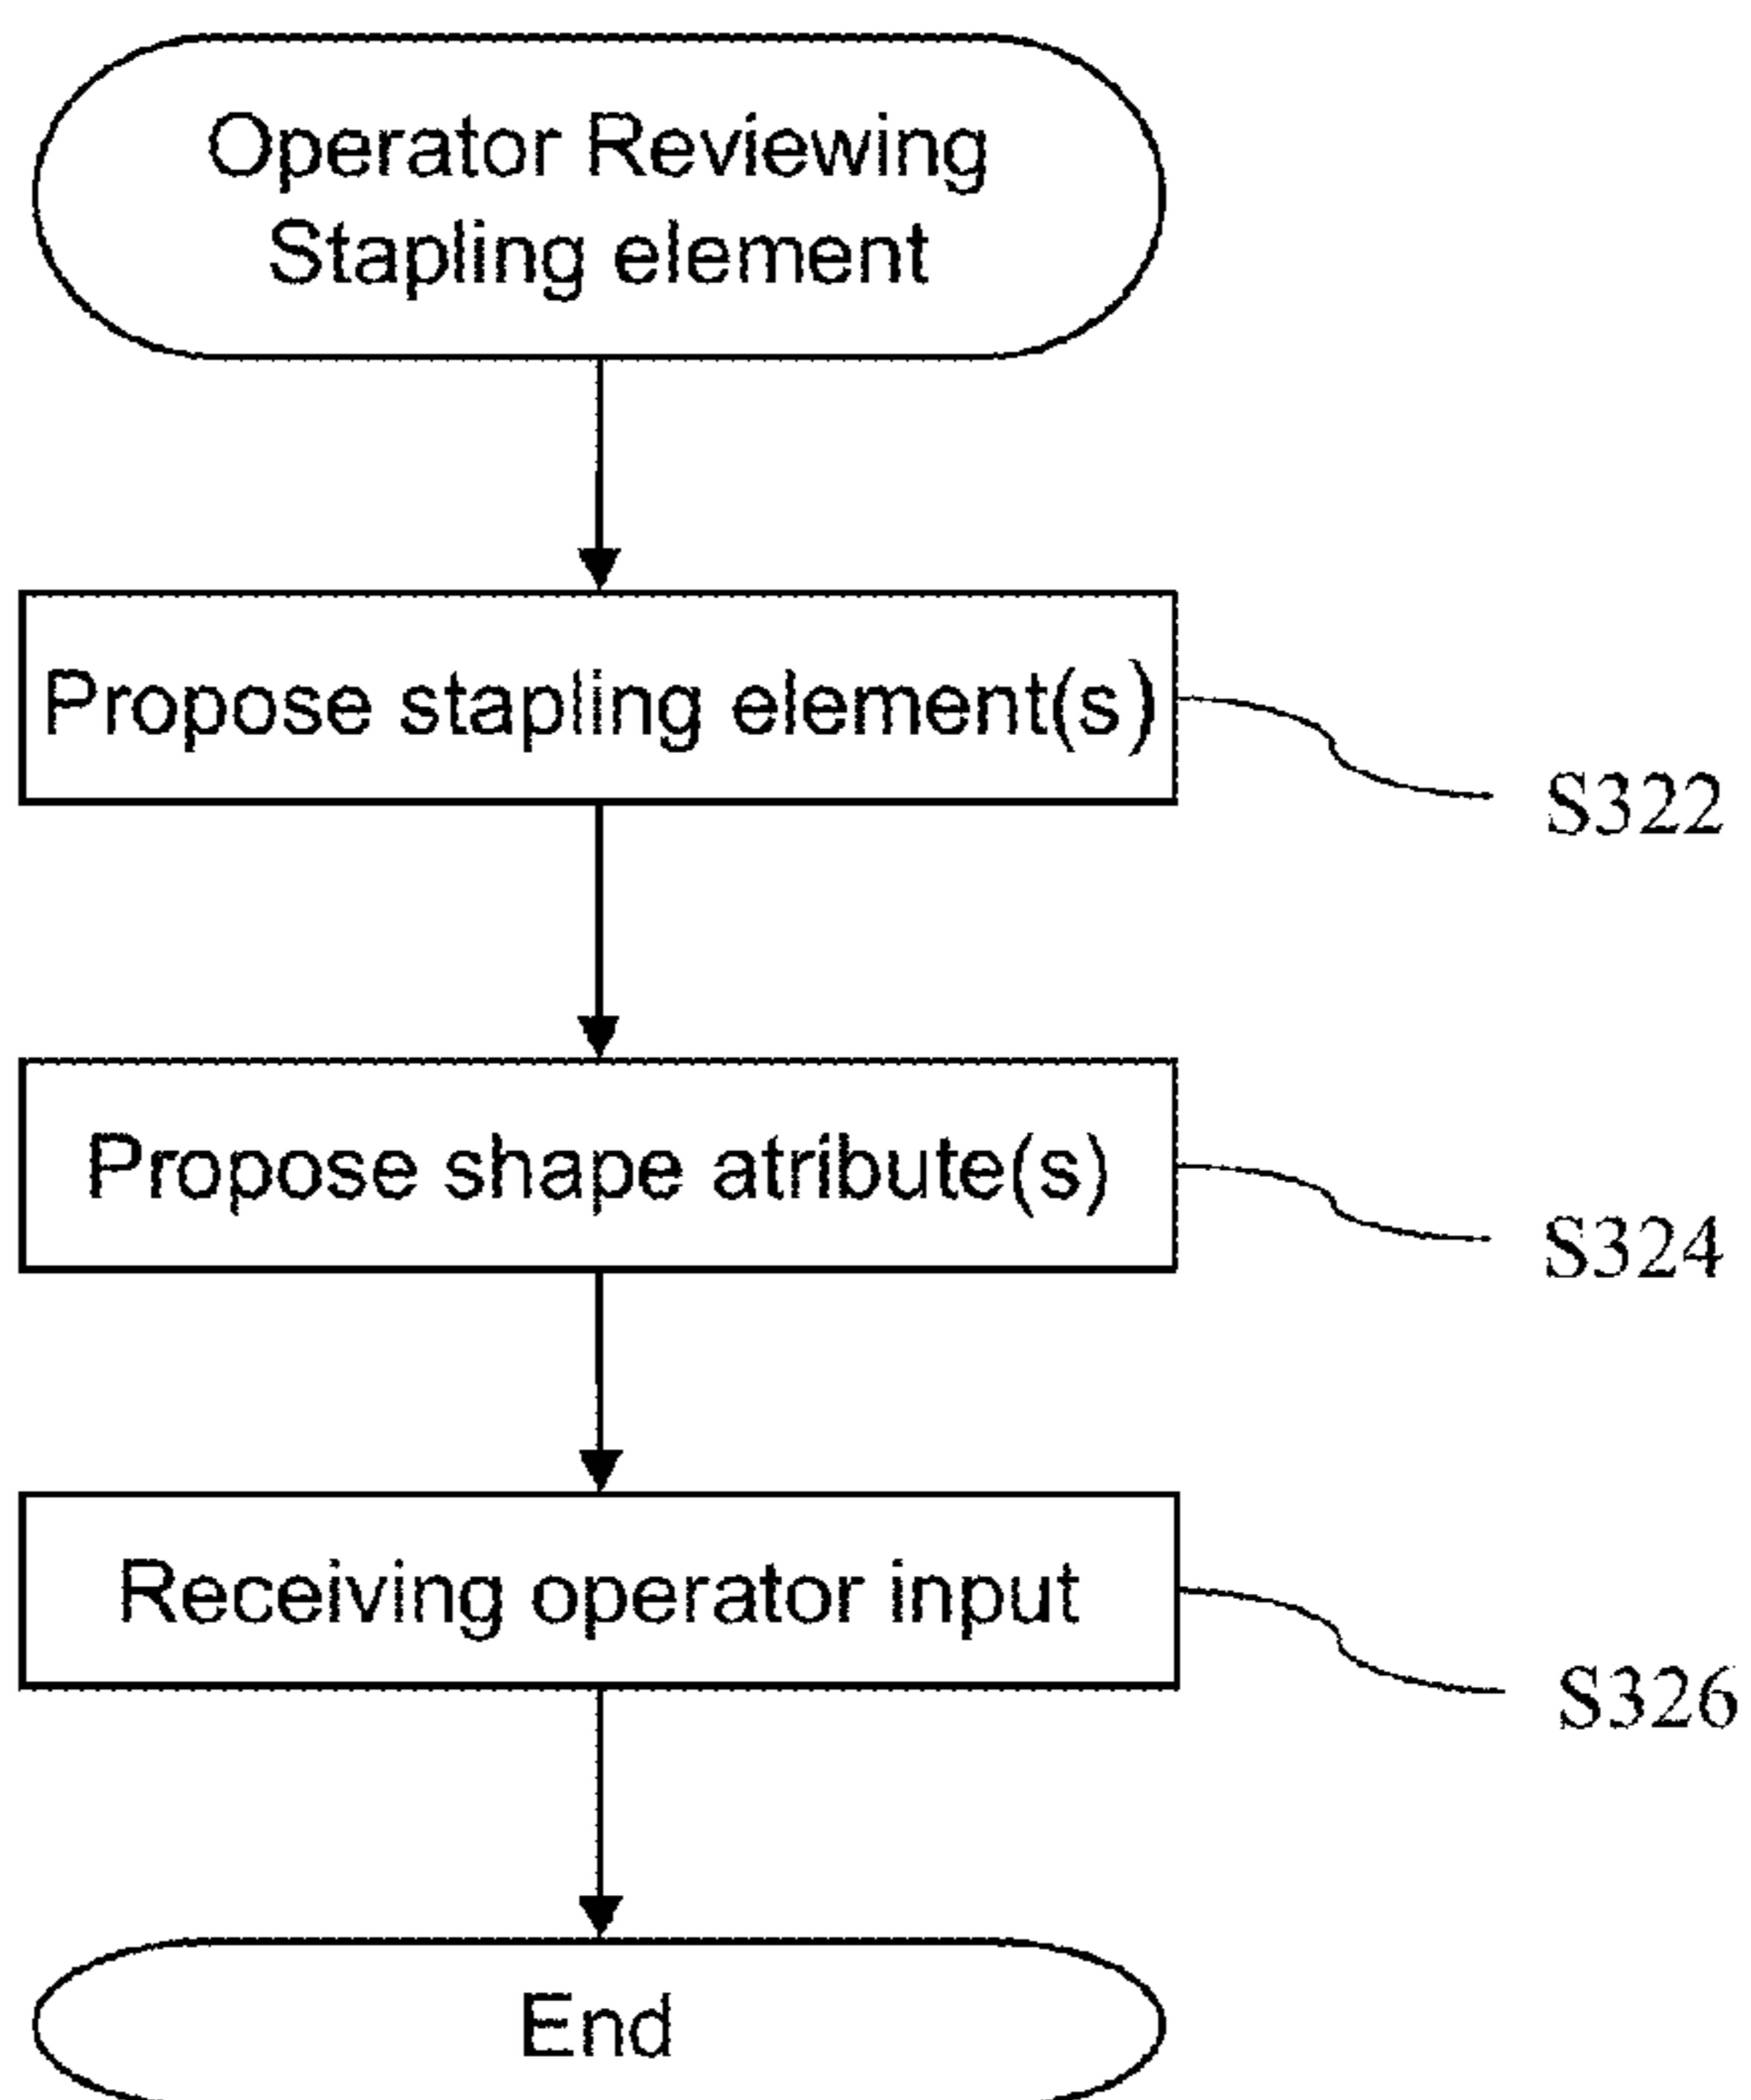 Operator Reviewing
Stapling element
Propose stapling element(s)
S322
Propose shape atribute(s)
S324
Receiving operator input
S326
End